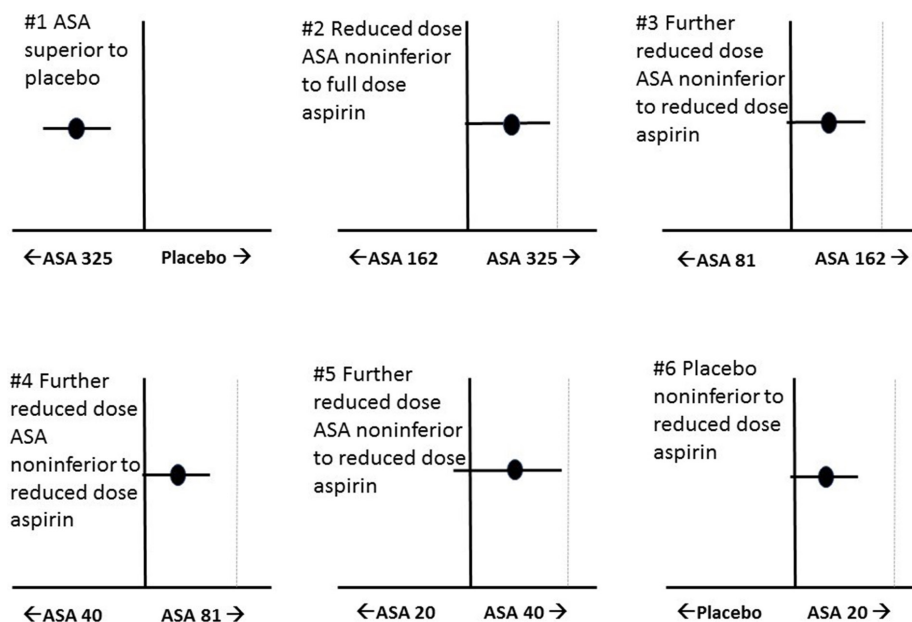 #1 ASA
superior to
placebo
←ASA 325 Placebo→
#2 Reduced dose
ASA noninferior
to full dose
aspirin
←ASA 162 ASA 325→
#3 Further
reduced dose
ASA noninferior
to reduced dose
aspirin
←ASA 81 ASA 162→
#4 Further
reduced dose
ASA
noninferior to
reduced dose
aspirin
←ASA 40 ASA 81→
#5 Further
reduced dose
ASA noninferior
to reduced dose
aspirin
←ASA 20 ASA 40→
#6 Placebo
noninferior to
reduced dose
aspirin
←Placebo ASA 20→